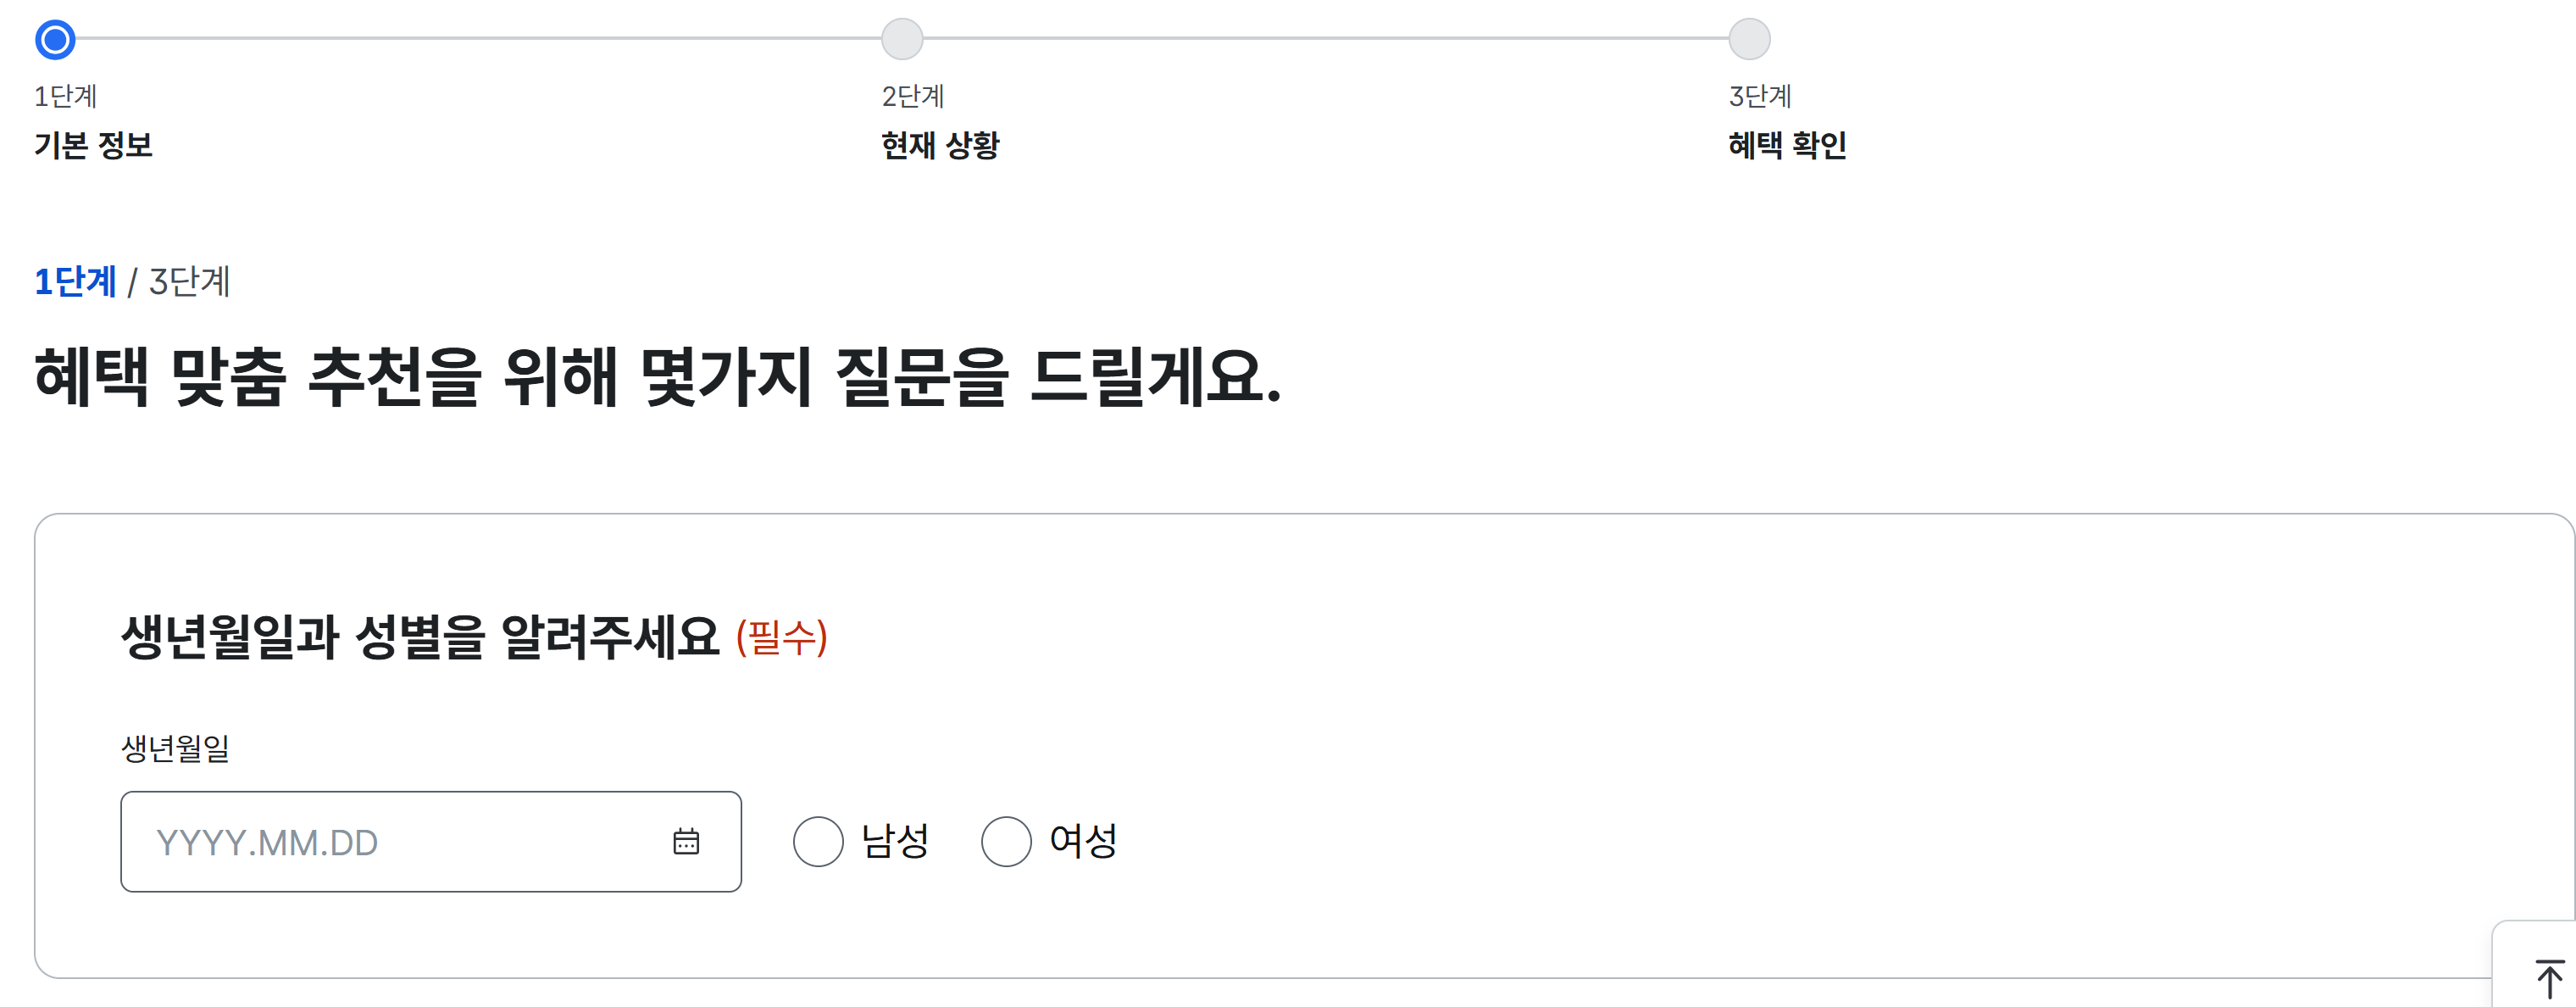 1단계
기본 정보
2단계
현재 상황
3단계
혜택 확인
1단계 / 3단계
혜택 맞춤 추천을 위해 몇가지 질문을 드릴게요.
생년월일과 성별을 알려주세요 (필수)
생년월일
YYYY.MM.DD
남성
여성